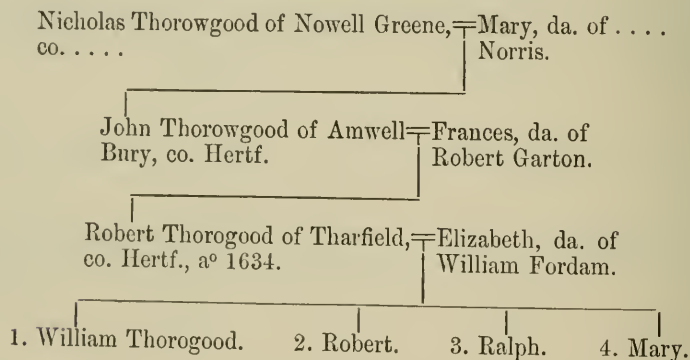 Nicholas Thorowgood of Nowell Greene, Mary, da. of . . . .
co. . . . . Norris.
John Thorowgood of Amwell Frances, da. of
Bury, co. Hertf. Robert Garton.
Robert Thorogood of Tharfield, Elizabeth, da. of
co. Hertf., aº 1634. William Fordam.
1. William Thorogood. 2. Robert. 3. Ralph. 4. Mary.